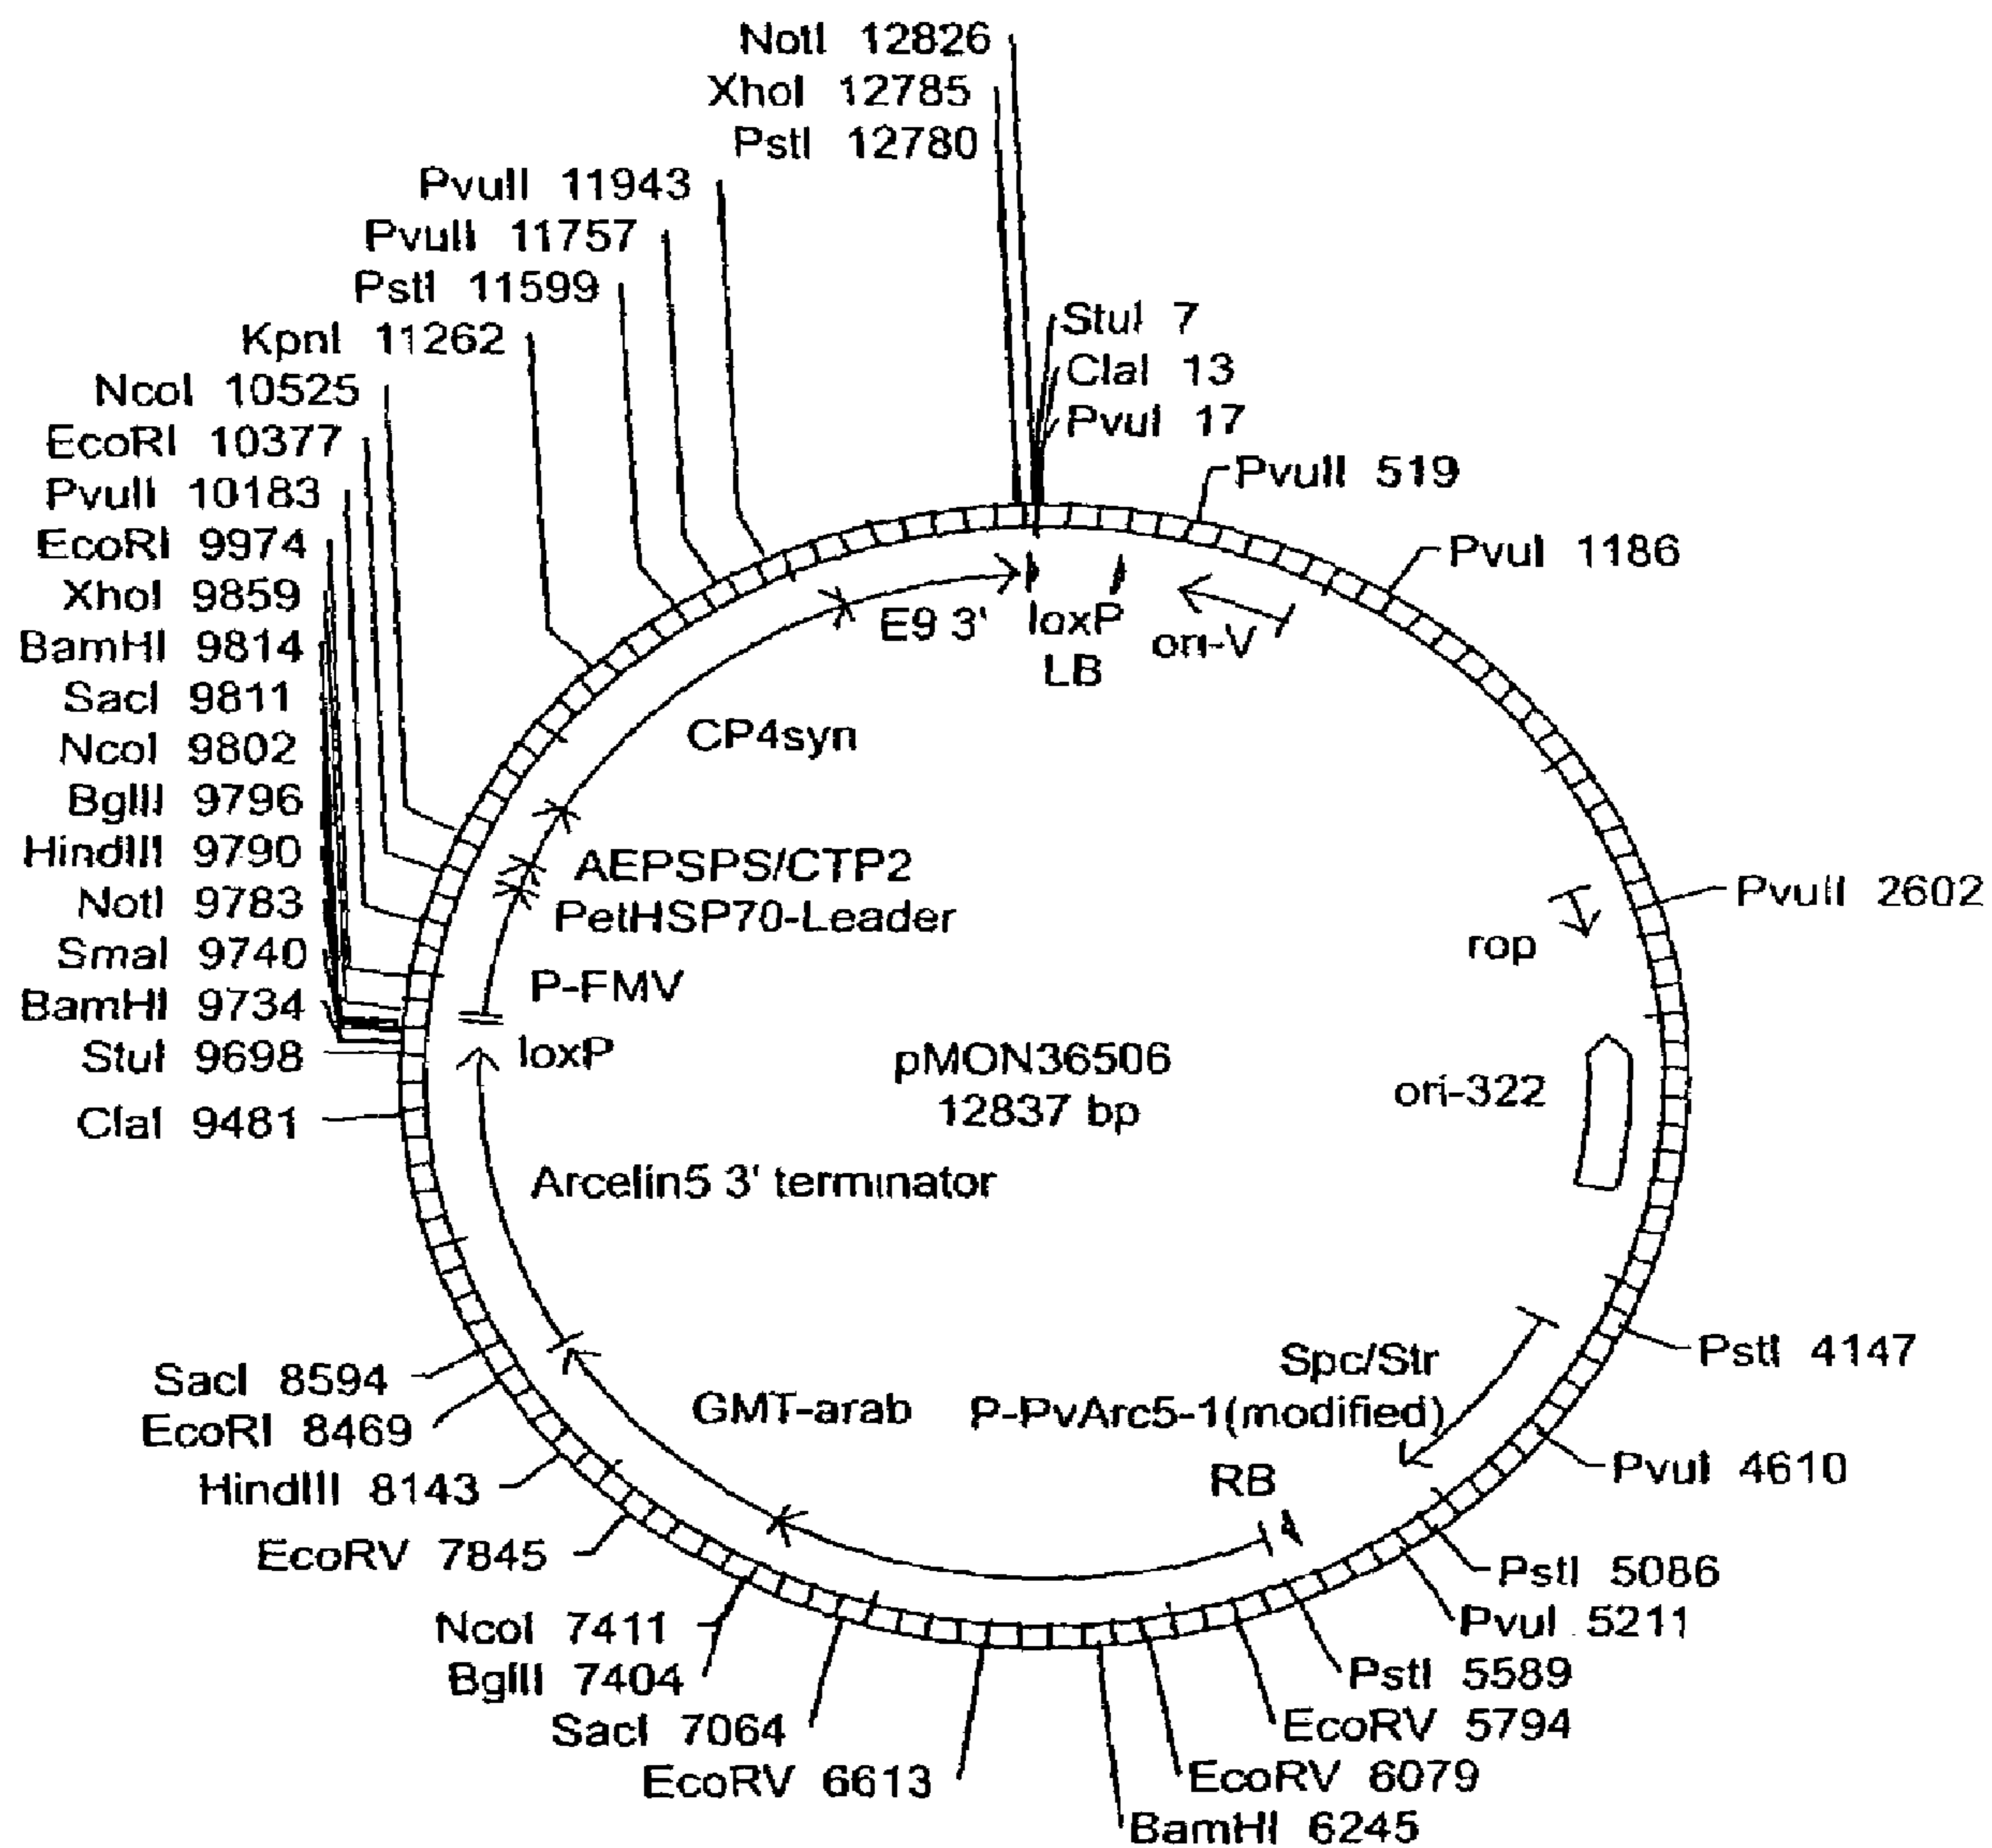 NotI 12826
XhoI 12785
PstI 12780
PvuII 11943
PvuII 11757
PstI 11599
KpnI 11262
NcoI 10525
EcoRI 10377
PvuII 10183
EcoRI 9974
XhoI 9859
BamHI 9814
SacI 9811
NcoI 9802
BglII 9796
HindIII 9790
NotI 9783
SmaI 9740
BamHI 9734
StuI 9698
ClaI 9481
SacI 8594
EcoRI 8469
HindIII 8143
EcoRV 7845
NcoI 7411
BglII 7404
SacI 7064
EcoRV 6613
StuI 7
ClaI 13
PvuI 17
PvuII 519
PvuI 1186
PvuII 2602
PstI 4147
PvuI 4610
PstI 5086
PvuI 5211
PstI 5589
EcoRV 5794
EcoRV 6079
BamHI 6245
E9 3'
loxP
LB
ori-V
CP4syn
AEPSPS/CTP2
PetHSP70-Leader
P-FMV
loxP
rop
pMON36506
12837 bp
ori-322
Arcelin5 3' terminator
Spc/Str
GMT-arab
P-PvArc5-1(modified)
RB